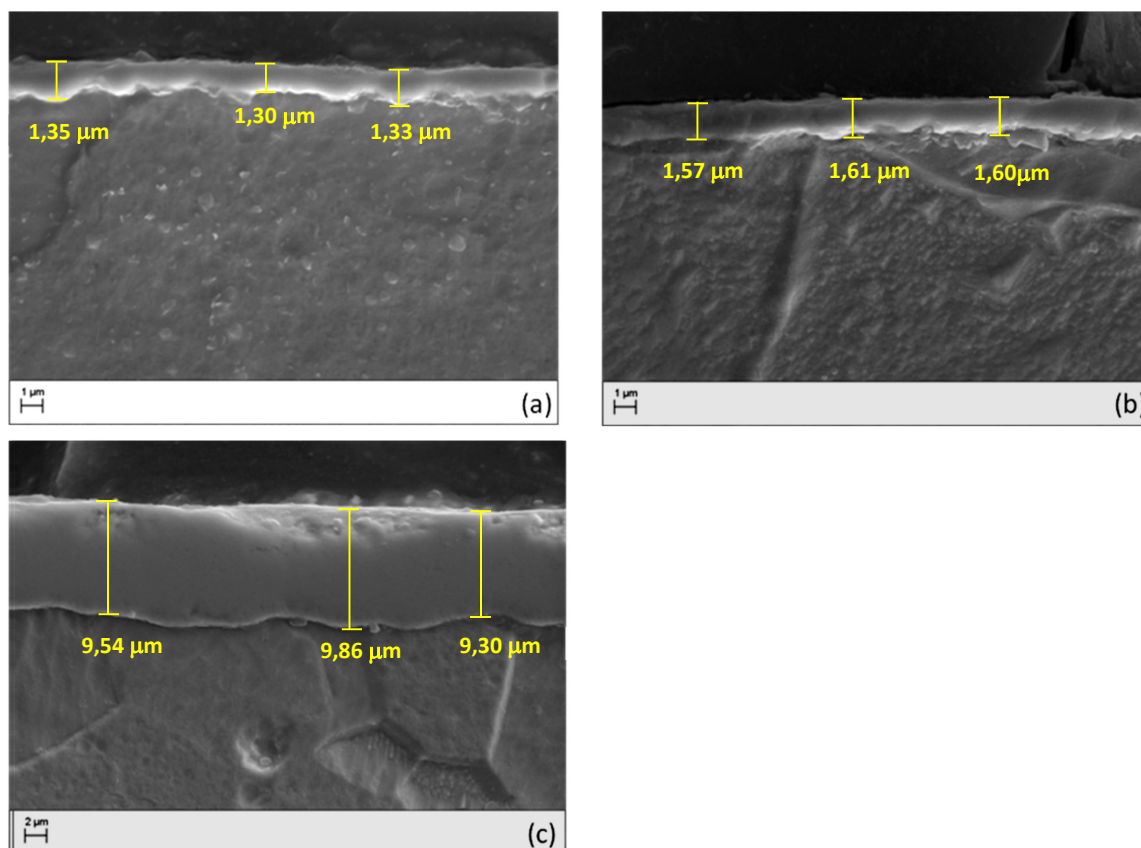 1,35 µm
1,30 µm
1,33 µm
1 µm
(a)
1,57 µm
1,61 µm
1,60µm
1 µm
(b)
9,54 µm
9,86 µm
9,30 µm
2 µm
(c)